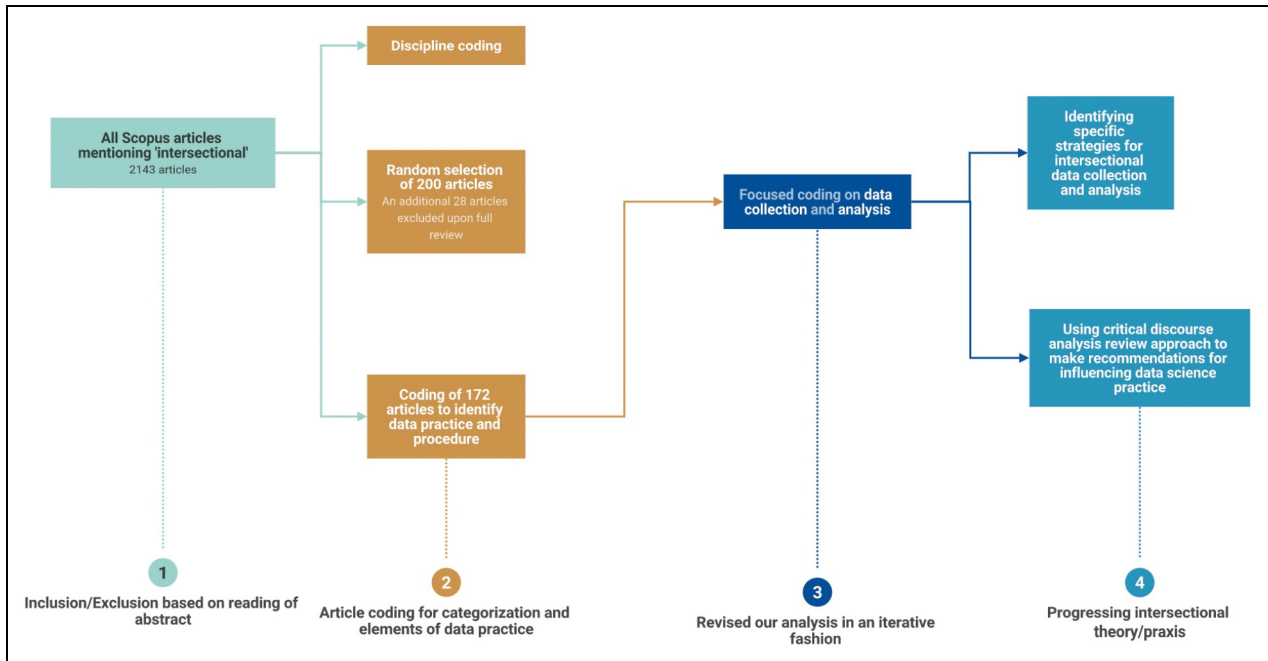 Discipline coding
All Scopus articles
mentioning 'intersectional'
2143 articles
Random selection
of 200 articles
An additional 28 articles
excluded upon full
review
Coding of 172
articles to identify
data practice and
procedure
Focused coding on data
collection and analysis
Identifying
specific
strategies for
intersectional
data collection
and analysis
Using critical discourse
analysis review approach to
make recommendations for
influencing data science
practice
1
Inclusion/Exclusion based on reading of
abstract
2
Article coding for categorization and
elements of data practice
3
Revised our analysis in an iterative
fashion
4
Progressing intersectional
theory/praxis